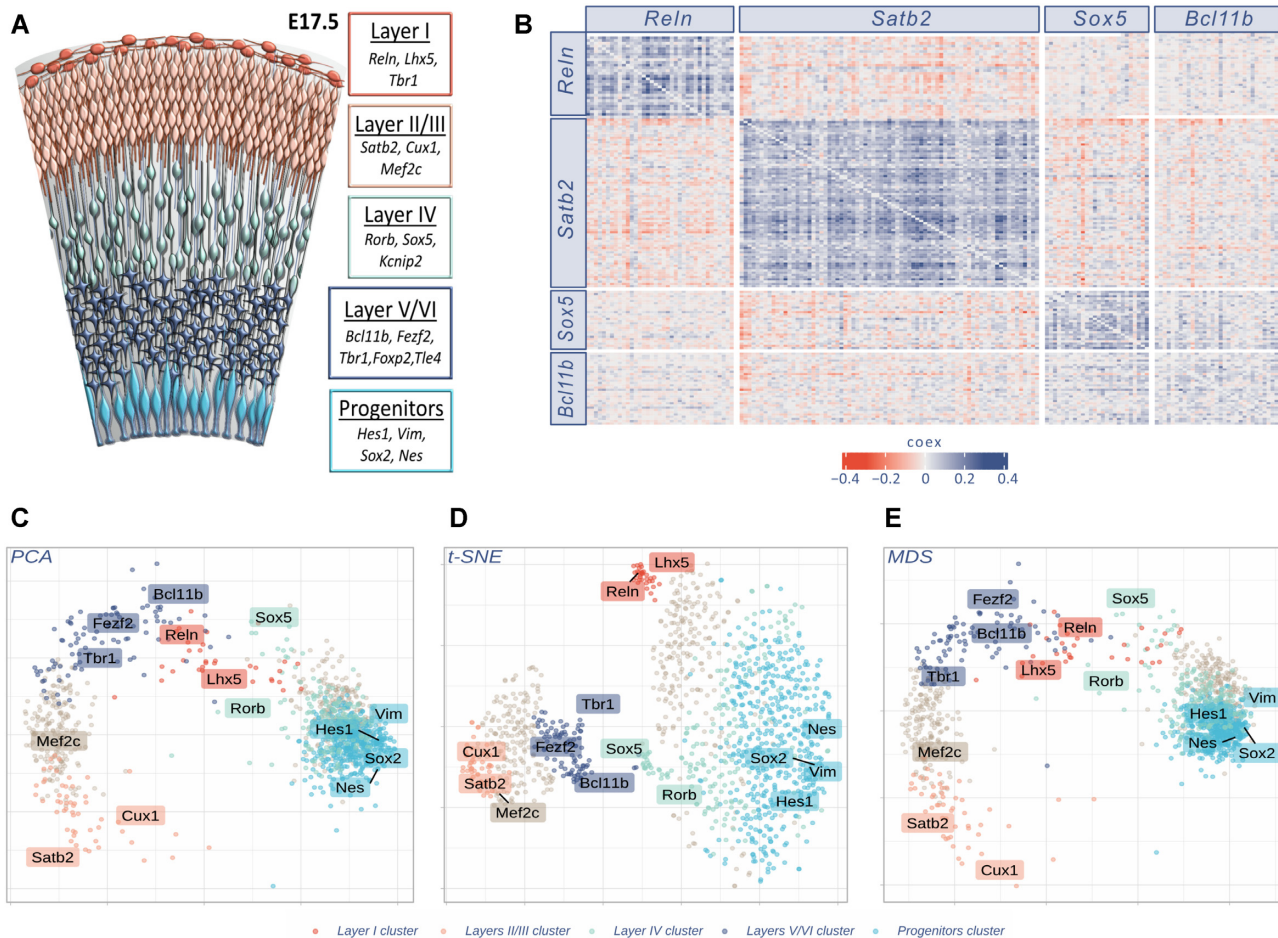 A
E17.5
Layer I
Reln, Lhx5,
Tbr1
Layer II/III
Satb2, Cux1,
Mef2c
Layer IV
Rorb, Sox5,
Kcnip2
Layer V/VI
Bcl11b, Fezf2,
Tbr1,Foxp2,Tle4
Progenitors
Hes1, Vim,
Sox2, Nes
B
Reln Satb2 Sox5 Bcl11b
Reln
Satb2
Sox5
Bcl11b
coex
−0.4 −0.2 0 0.2 0.4
C
PCA
Bcl11b
Fezf2
Reln
Sox5
Tbr1
Lhx5
Rorb
Mef2c
Hes1
Vim
Sox2
Nes
Cux1
Satb2
D
t-SNE
Lhx5
Reln
Tbr1
Cux1
Fezf2
Sox5
Nes
Satb2
Bcl11b
Sox2
Vim
Rorb
Mef2c
Hes1
E
MDS
Fezf2
Sox5
Reln
Bcl11b
Lhx5
Tbr1
Rorb
Vim
Hes1
Mef2c
Nes
Sox2
Satb2
Cux1
Layer I cluster Layers II/III cluster Layer IV cluster Layers V/VI cluster Progenitors cluster